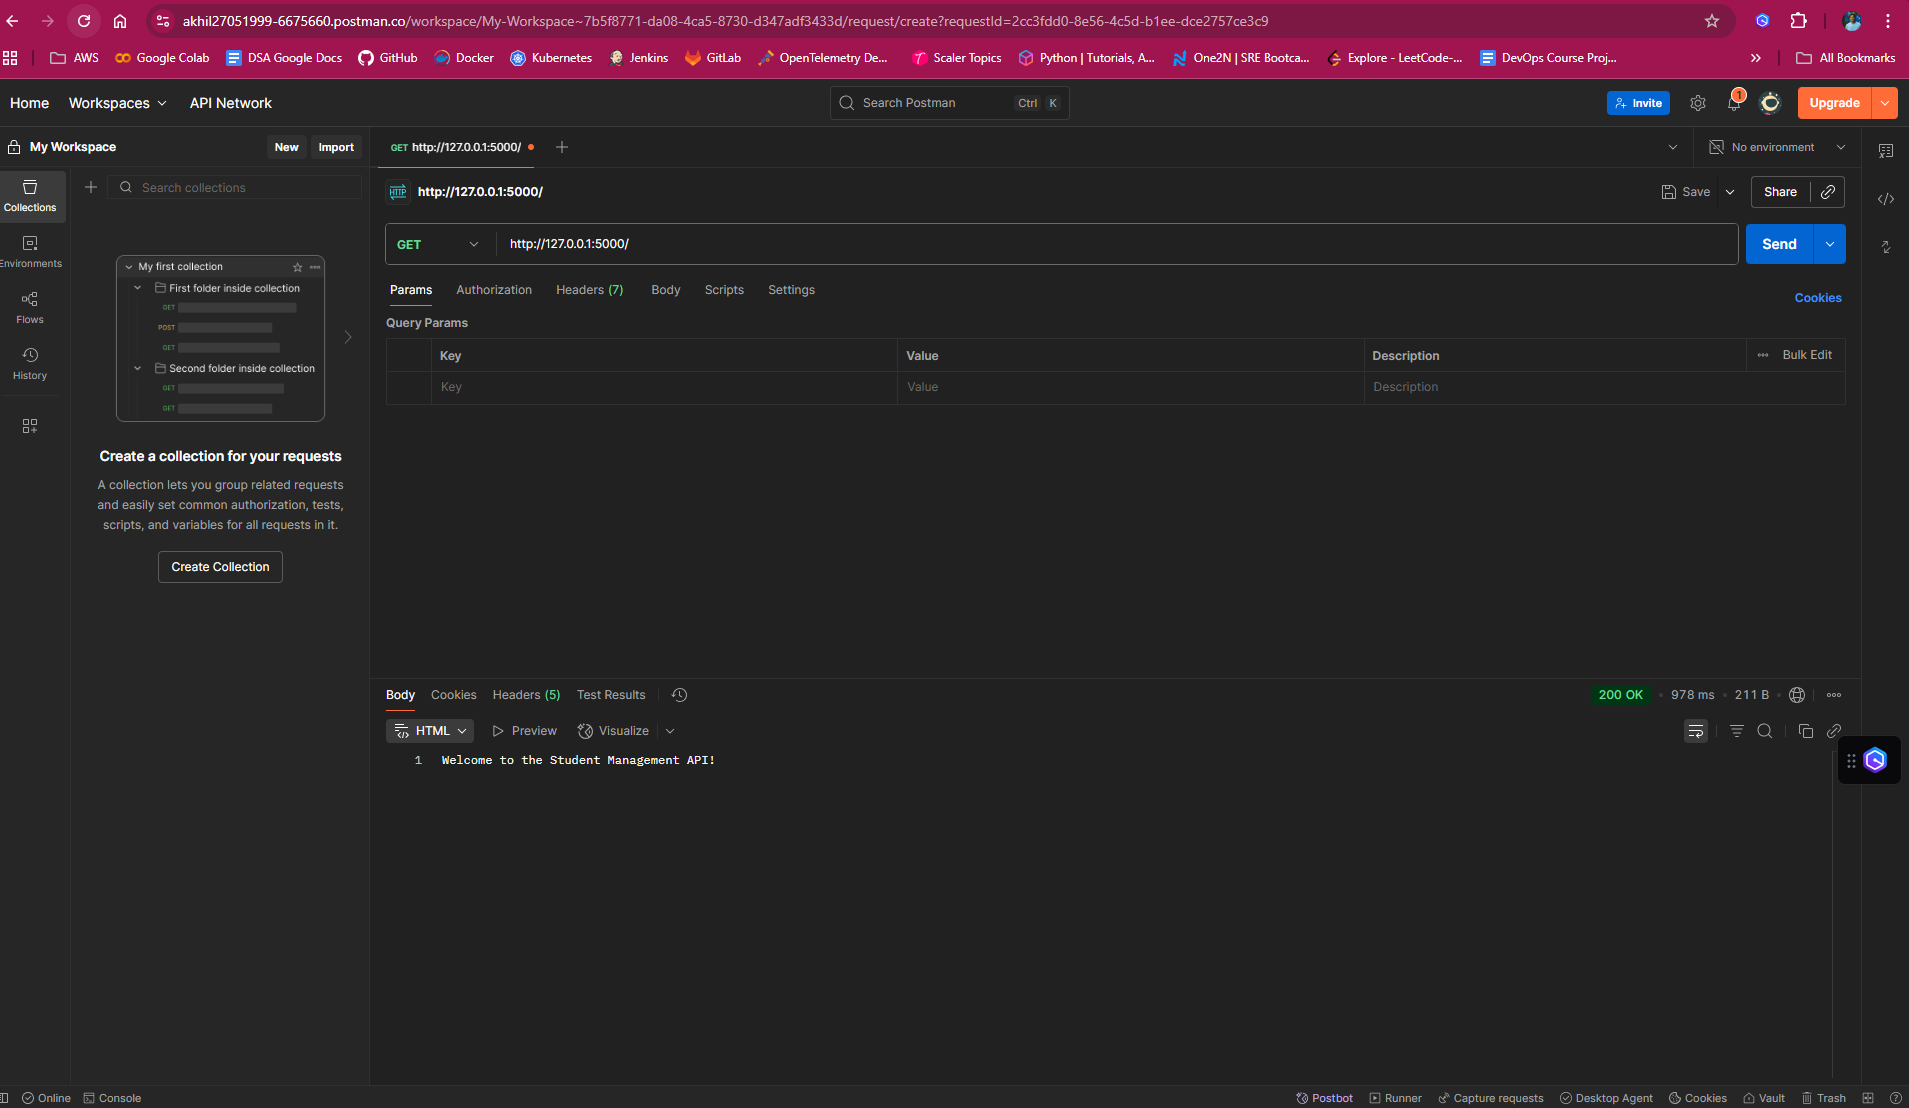 akhil27051999-6675660.postman.co/workspace/My-Workspace~7b5f8771-da08-4ca5-8730-d347adf3433d/request/create?requestId=2cc3fdd0-8e56-4c5d-b1ee-dce2757ce3c9
AWS Google Colab DSA Google Docs GitHub Docker Kubernetes Jenkins GitLab OpenTelemetry De... Scaler Topics Python | Tutorials, A... One2N | SRE Bootca... Explore - LeetCode-... DevOps Course Proj... » All Bookmarks
Home Workspaces API Network Search Postman Ctrl K Invite 1 Upgrade
My Workspace New Import GET http://127.0.0.1:5000/ No environment
Search collections
Collections
Environments
Flows
History
My first collection
First folder inside collection
GET
POST
GET
Second folder inside collection
GET
GET
Create a collection for your requests
A collection lets you group related requests
and easily set common authorization, tests,
scripts, and variables for all requests in it.
Create Collection
HTTP http://127.0.0.1:5000/ Save Share
GET http://127.0.0.1:5000/ Send
Params Authorization Headers (7) Body Scripts Settings Cookies
Query Params
Key Value Description Bulk Edit
Key Value Description
Body Cookies Headers (5) Test Results 200 OK 978 ms 211 B
HTML Preview Visualize
1 Welcome to the Student Management API!
Online Console Postbot Runner Capture requests Desktop Agent Cookies Vault Trash